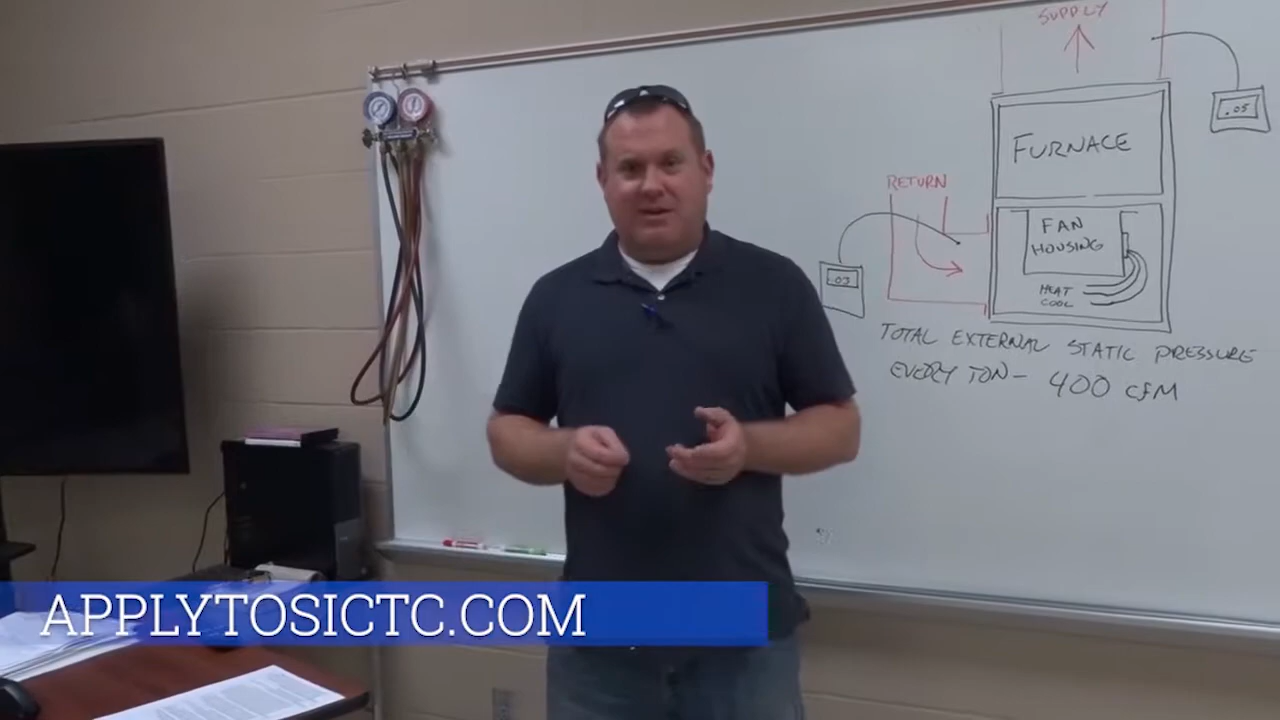 SUPPLY
.05
FURNACE
RETURN
FAN
HOUSING
.03
HEAT
COOL
TOTAL EXTERNAL STATIC PRESSURE
EVERY TON - 400 CFM
APPLYTOSICTC.COM